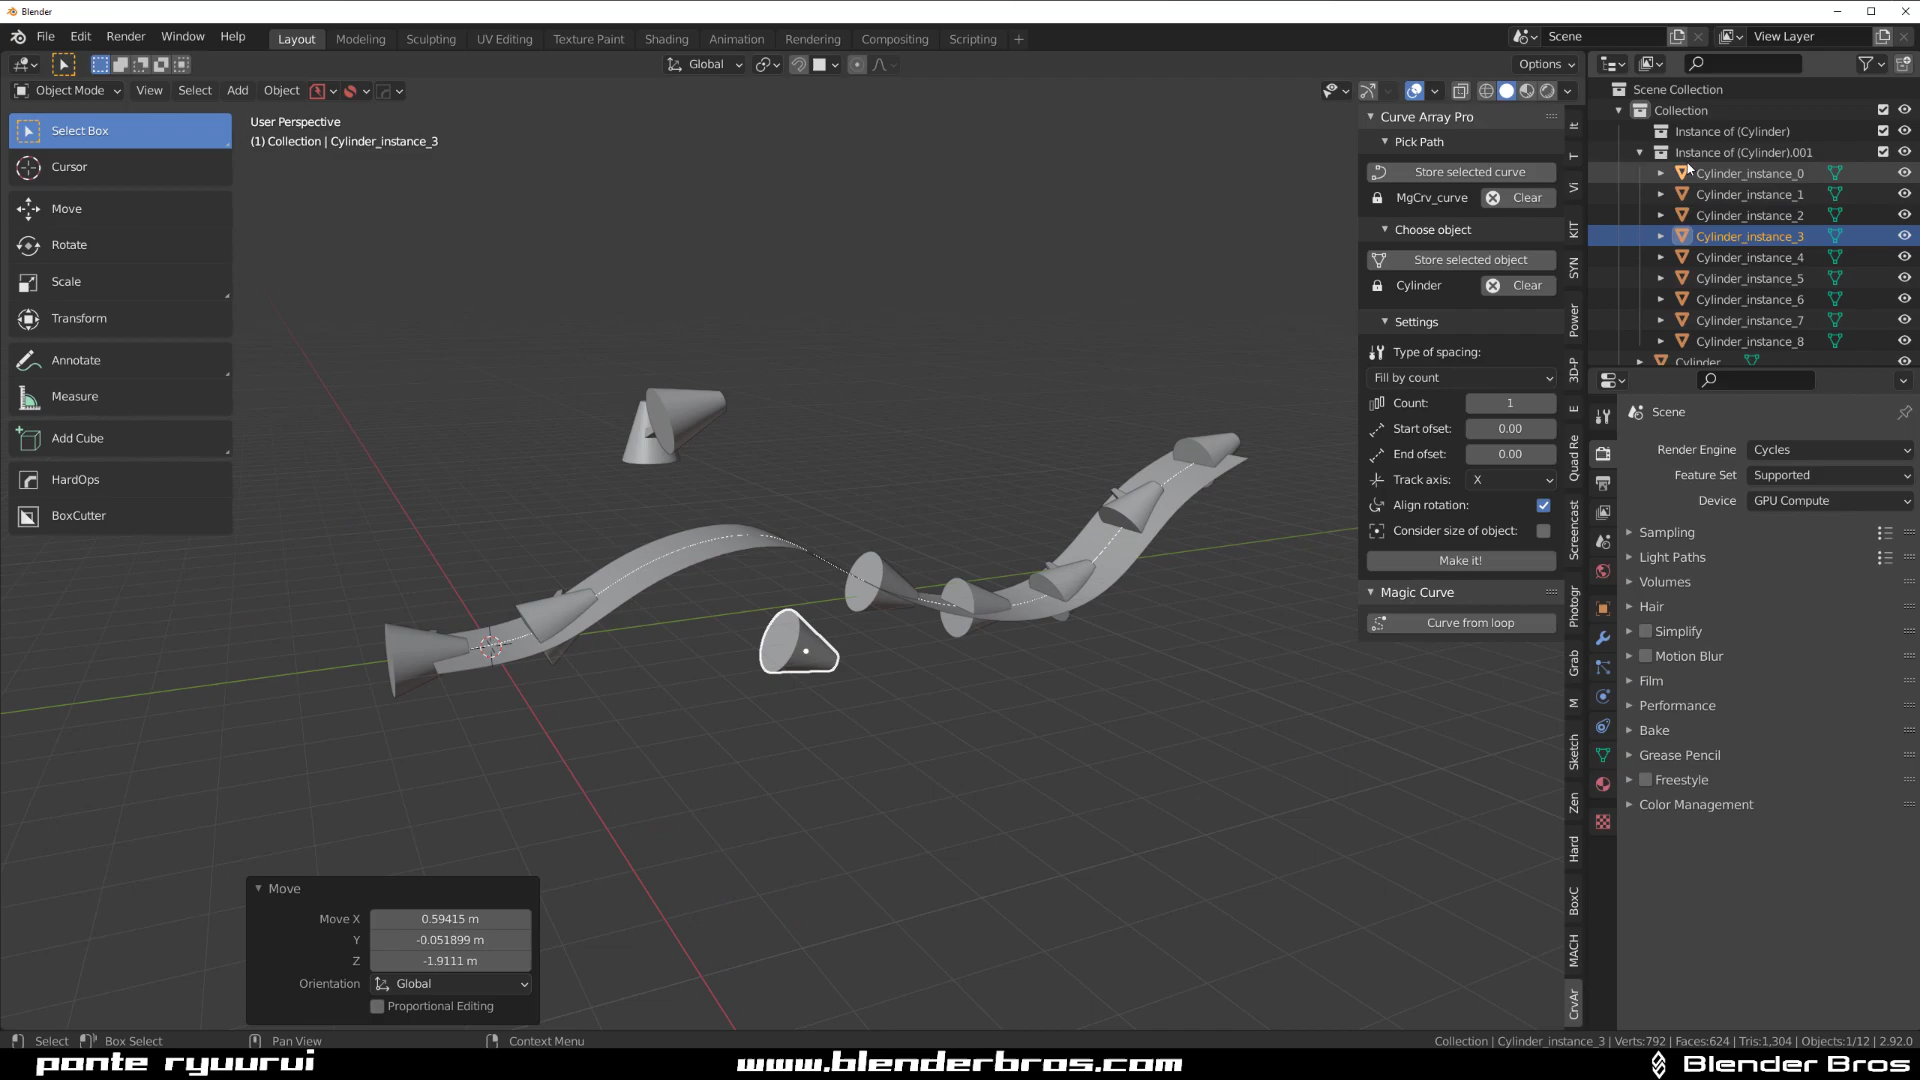 Blender
File Edit Render Window Help
Layout Modeling Sculpting UV Editing Texture Paint Shading Animation Rendering Compositing Scripting +
Scene View Layer
Global Options
Object Mode View Select Add Object
Select Box
Cursor
Move
Rotate
Scale
Transform
Annotate
Measure
Add Cube
HardOps
BoxCutter
User Perspective
(1) Collection | Cylinder_instance_3
Curve Array Pro
Pick Path
Store selected curve
MgCrv_curve Clear
Choose object
Store selected object
Cylinder Clear
Settings
Type of spacing:
Fill by count
Count: 1
Start ofset: 0.00
End ofset: 0.00
Track axis: X
Align rotation:
Consider size of object:
Make it!
Magic Curve
Curve from loop
It
T
Vi
KIT
SYN
Power
3D-P
E
Quad Re
Screencast
Photogr
Grab
M
Sketch
Zen
Hard
BoxC
MACH
CrvAr
Scene Collection
Collection
Instance of (Cylinder)
Instance of (Cylinder).001
Cylinder_instance_0
Cylinder_instance_1
Cylinder_instance_2
Cylinder_instance_3
Cylinder_instance_4
Cylinder_instance_5
Cylinder_instance_6
Cylinder_instance_7
Cylinder_instance_8
Cylinder
Scene
Render Engine Cycles
Feature Set Supported
Device GPU Compute
Sampling
Light Paths
Volumes
Hair
Simplify
Motion Blur
Film
Performance
Bake
Grease Pencil
Freestyle
Color Management
Move
Move X 0.59415 m
Y -0.051899 m
Z -1.9111 m
Orientation Global
Proportional Editing
Select Box Select Pan View Context Menu
Collection | Cylinder_instance_3 | Verts:792 | Faces:624 | Tris:1,304 | Objects:1/12 | 2.92.0
ponte ryuurui www.blenderbros.com Blender Bros